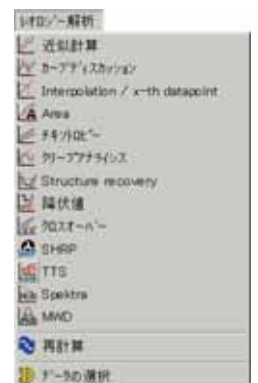 レオロジー解析
近似計算
カーブディスカッション
Interpolation / x-th datapoint
Area
チキソトロピー
クリープアナライシス
Structure recovery
降伏値
クロスオーバー
SHRP
TTS
Spektra
MWD
再計算
データの選択